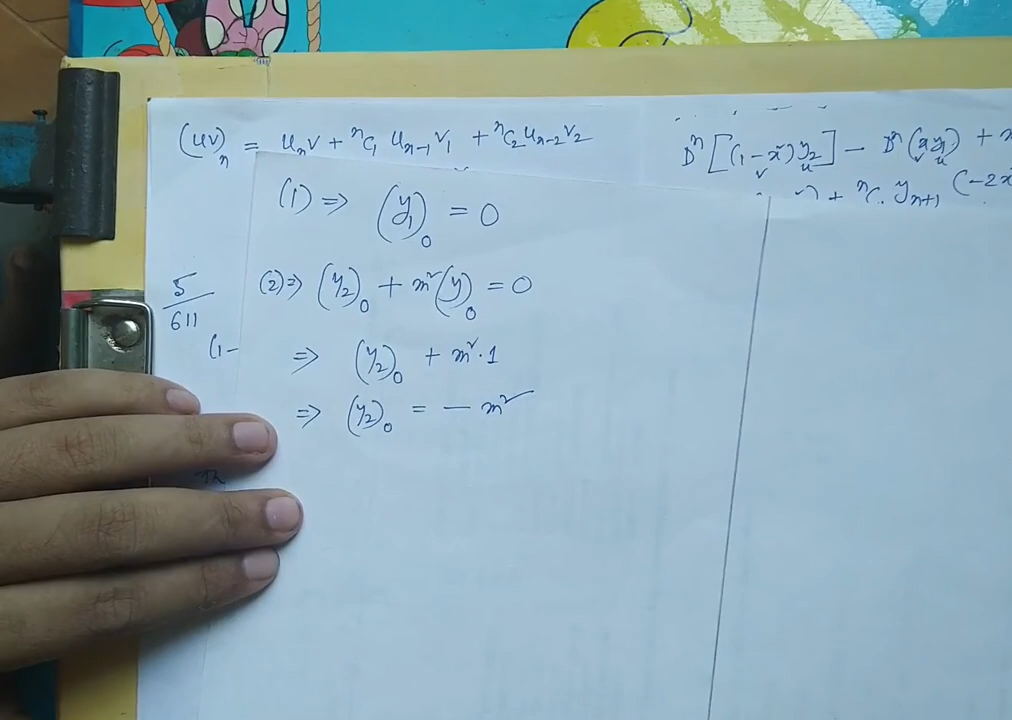 (uv)ₙ = uₙv + ⁿC₁ uₙ₋₁ v₁ + ⁿC₂ uₙ₋₂ v₂
Dⁿ[(1-x²)y₂] - Dⁿ(xy₁) +
v u v u
+ ⁿC₁ yₙ₊₁ (-2x
(1) ⇒ (y₁)₀ = 0
(2) ⇒ (y₂)₀ + m²(y)₀ = 0
5/611
(1-
⇒ (y₂)₀ + m²·1
⇒ (y₂)₀ = - m²